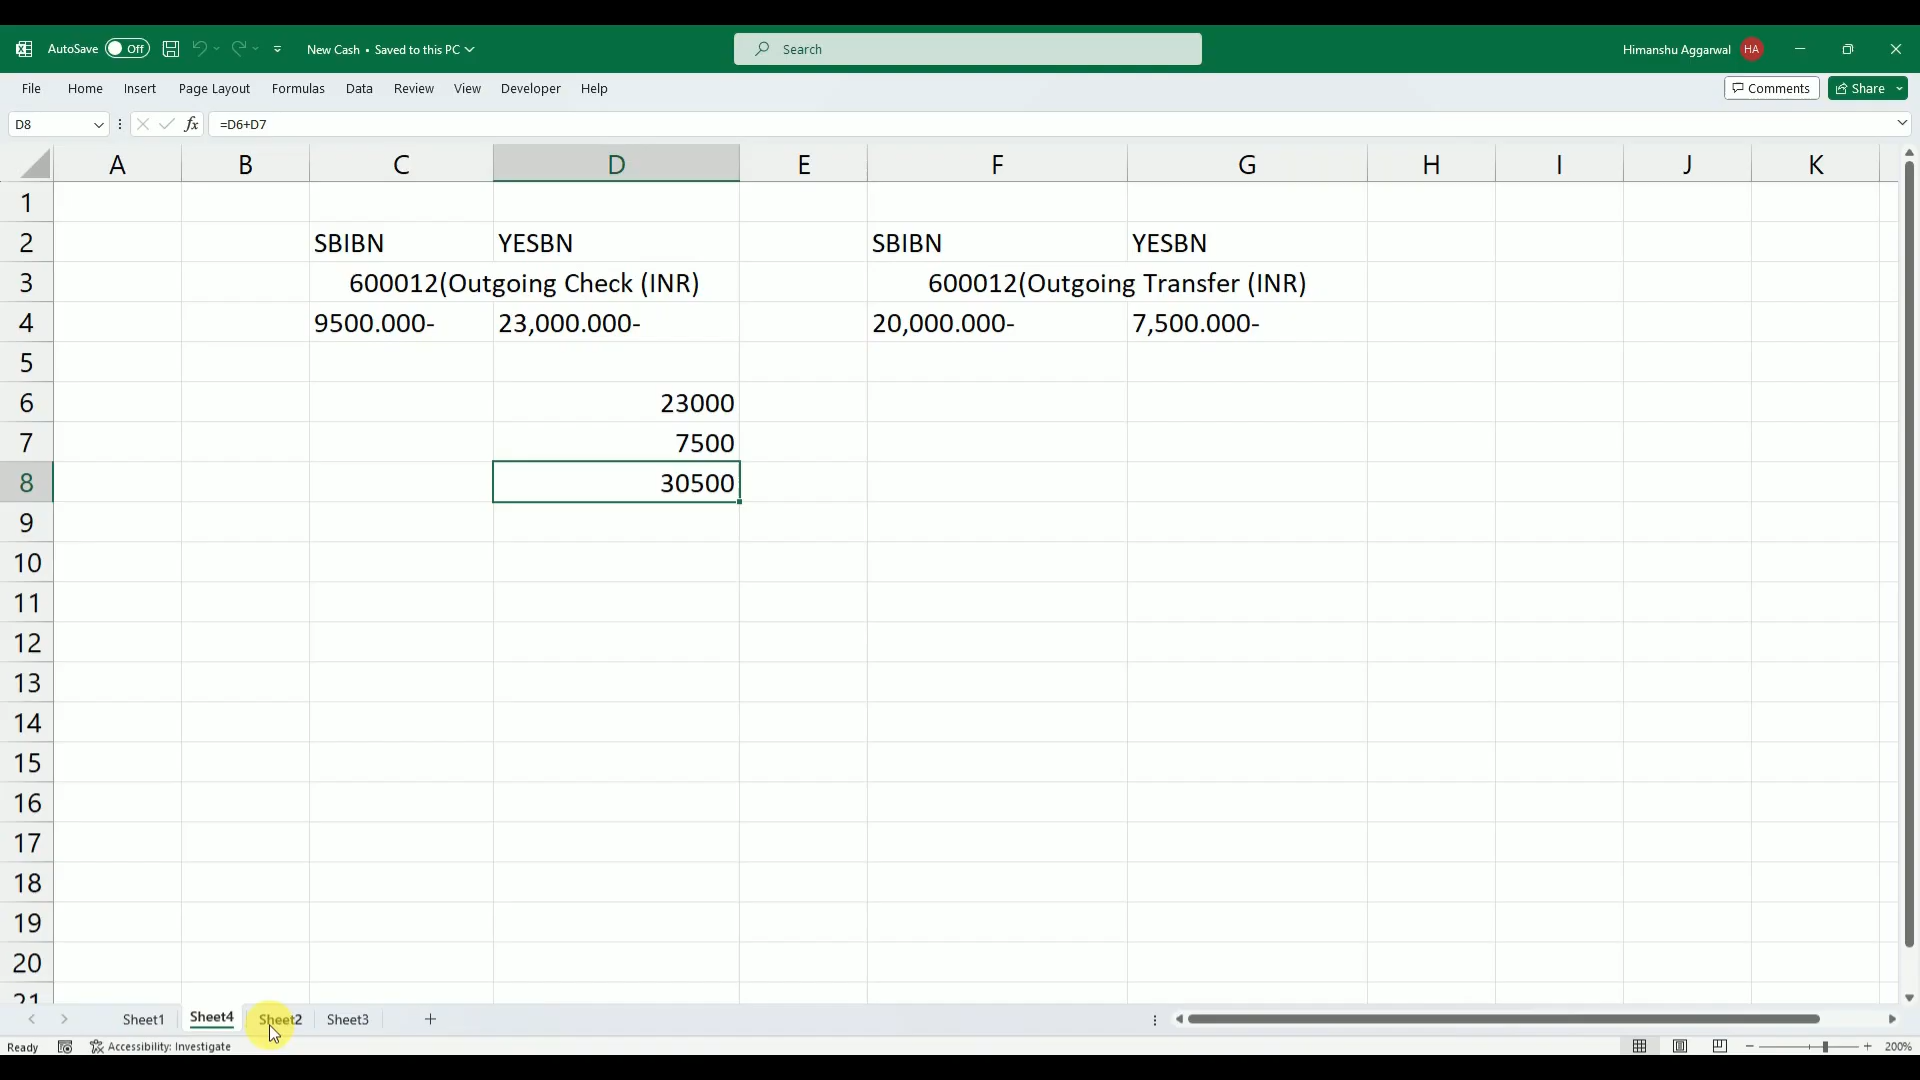 AutoSave Off New Cash • Saved to this PC Search Himanshu Aggarwal HA
File Home Insert Page Layout Formulas Data Review View Developer Help Comments Share
D8 fx =D6+D7
A B C D E F G H I J K
1
2 SBIBN YESBN SBIBN YESBN
3 600012(Outgoing Check (INR) 600012(Outgoing Transfer (INR)
4 9500.000- 23,000.000- 20,000.000- 7,500.000-
5
6 23000
7 7500
8 30500
9
10
11
12
13
14
15
16
17
18
19
20
21
Sheet1 Sheet4 Sheet2 Sheet3
Ready Accessibility: Investigate 200%